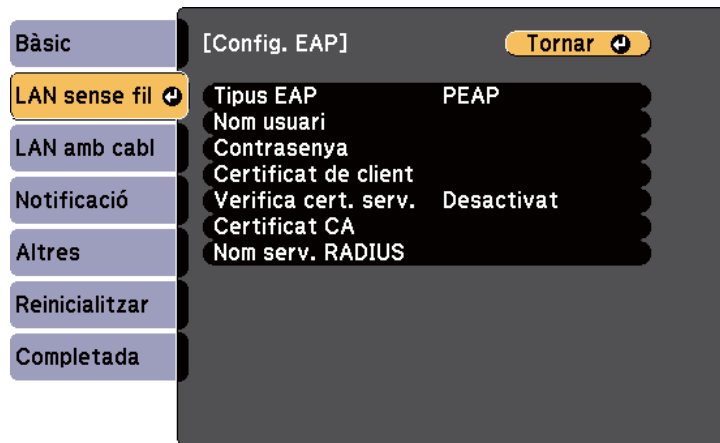 Bàsic
LAN sense fil
LAN amb cabl
Notificació
Altres
Reinicialitzar
Completada
[Config. EAP]
Tornar
Tipus EAP PEAP
Nom usuari
Contrasenya
Certificat de client
Verifica cert. serv. Desactivat
Certificat CA
Nom serv. RADIUS